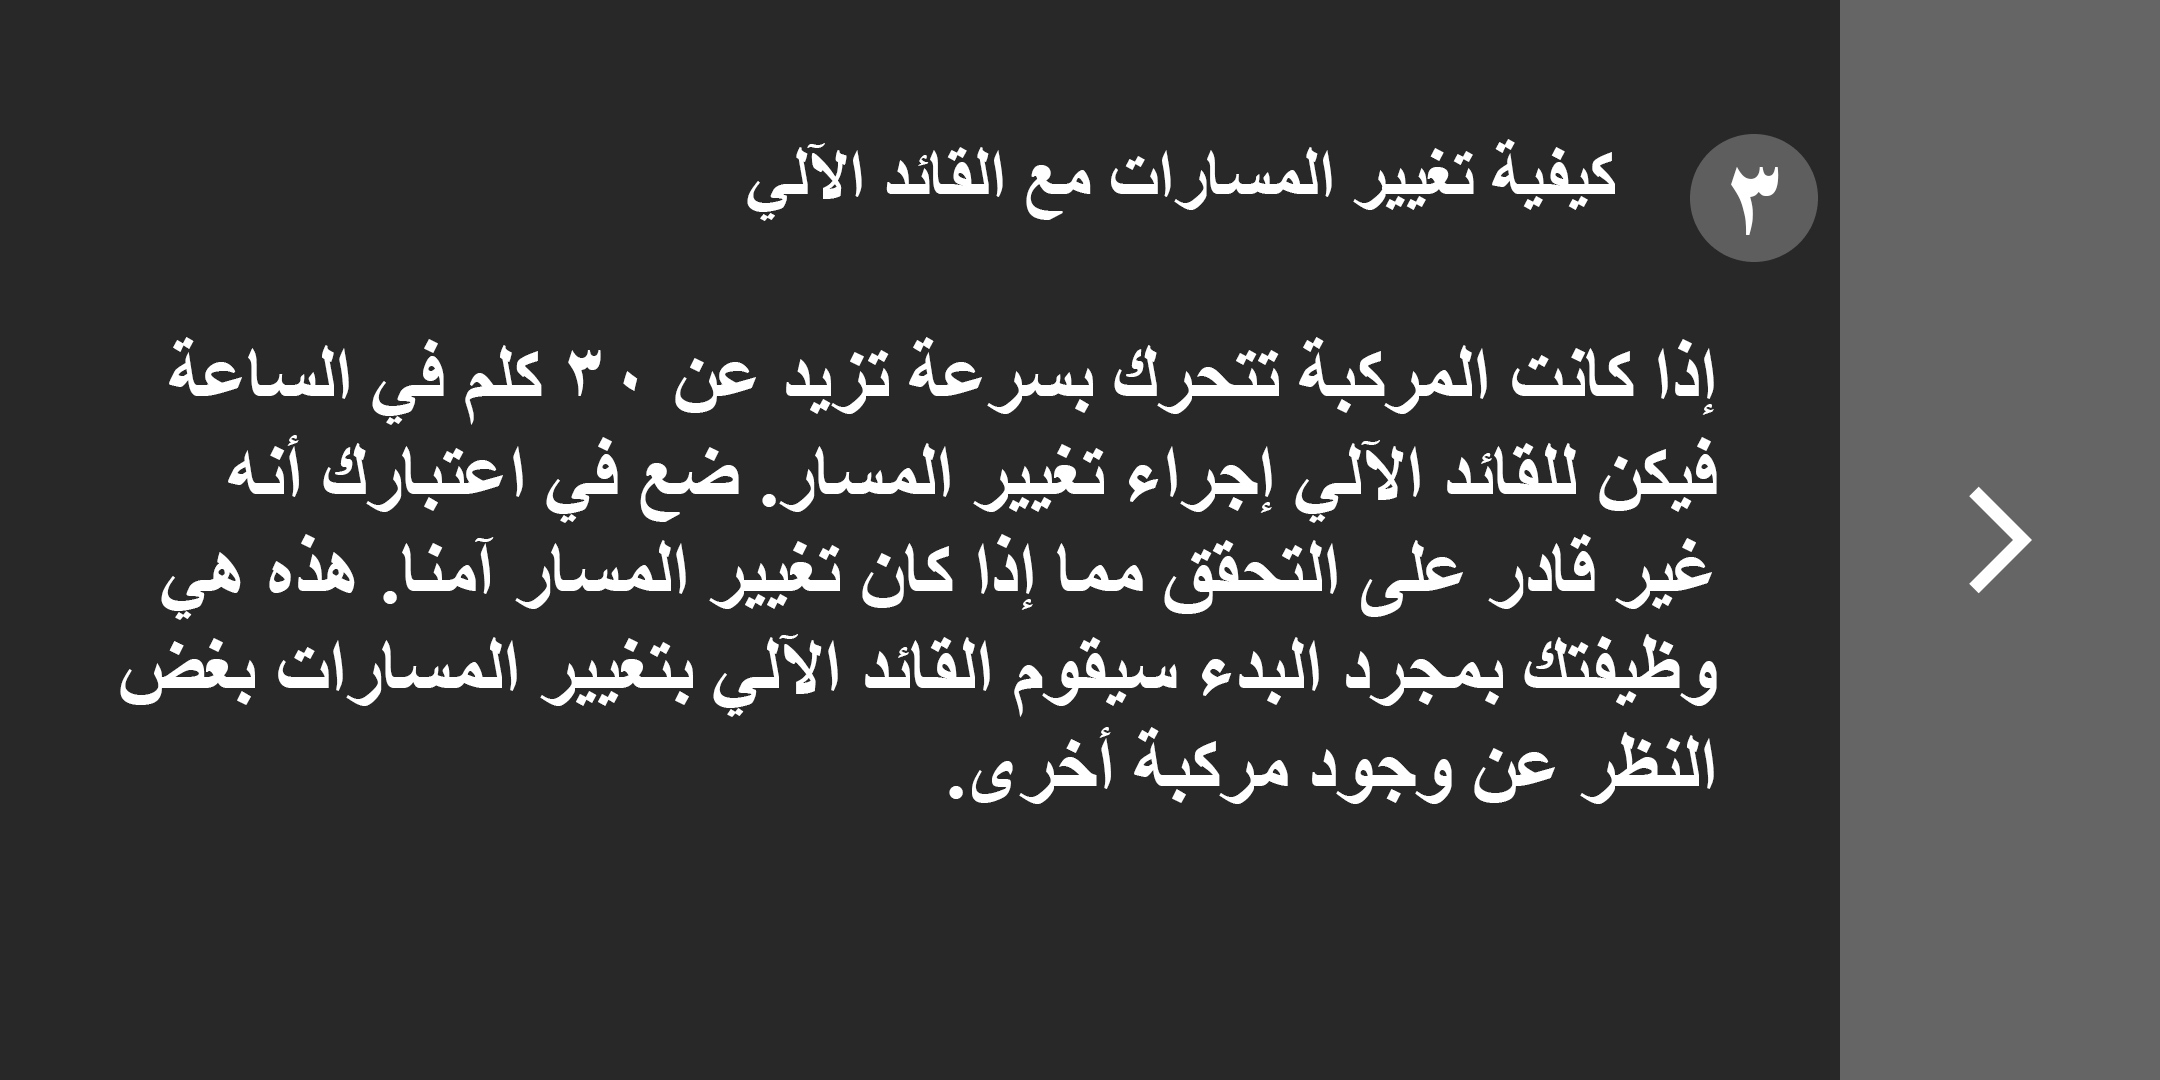 ٣
كيفية تغيير المسارات مع القائد الآلي
إذا كانت المركبة تتحرك بسرعة تزيد عن ٣٠ كلم في الساعة
فيكن للقائد الآلي إجراء تغيير المسار. ضع في اعتبارك أنه
غير قادر على التحقق مما إذا كان تغيير المسار آمنا. هذه هي
وظيفتك بمجرد البدء سيقوم القائد الآلي بتغيير المسارات بغض
النظر عن وجود مركبة أخرى.